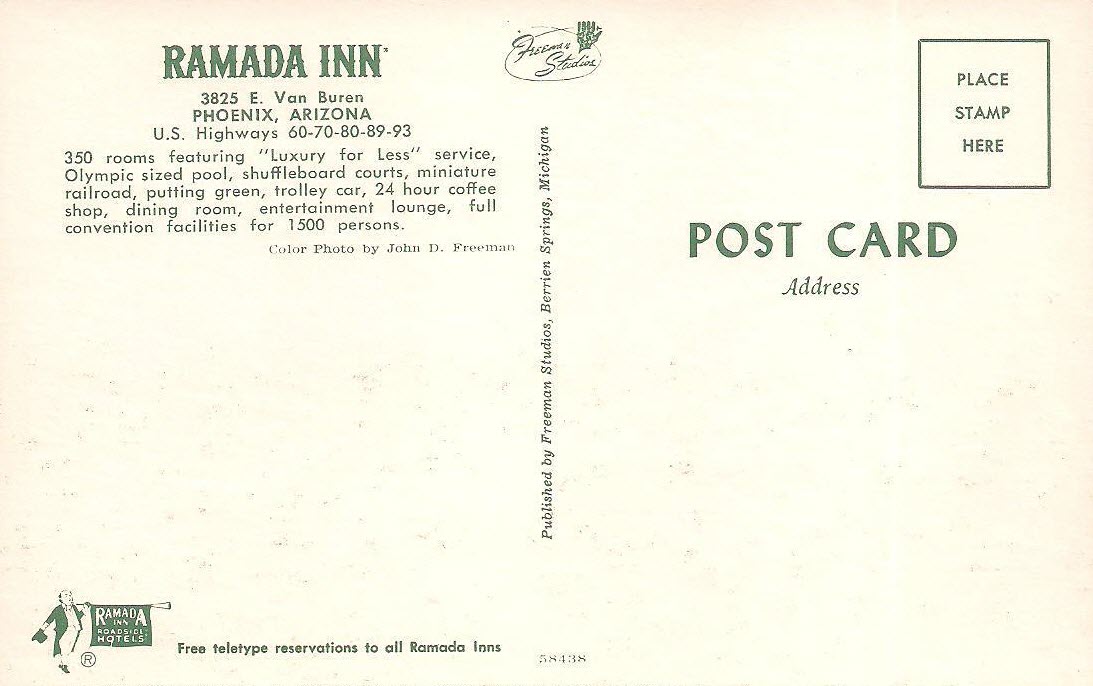 RAMADA INN
3825 E. Van Buren
PHOENIX, ARIZONA
U.S. Highways 60-70-80-89-93
350 rooms featuring "Luxury for Less" service,
Olympic sized pool, shuffleboard courts, miniature
railroad, putting green, trolley car, 24 hour coffee
shop, dining room, entertainment lounge, full
convention facilities for 1500 persons.
Color Photo by John D. Freeman
Freeman
Studios
Published by Freeman Studios, Berrien Springs, Michigan
PLACE
STAMP
HERE
POST CARD
Address
RAMADA
INN
ROADSIDE
HOTELS
®
Free teletype reservations to all Ramada Inns
58438